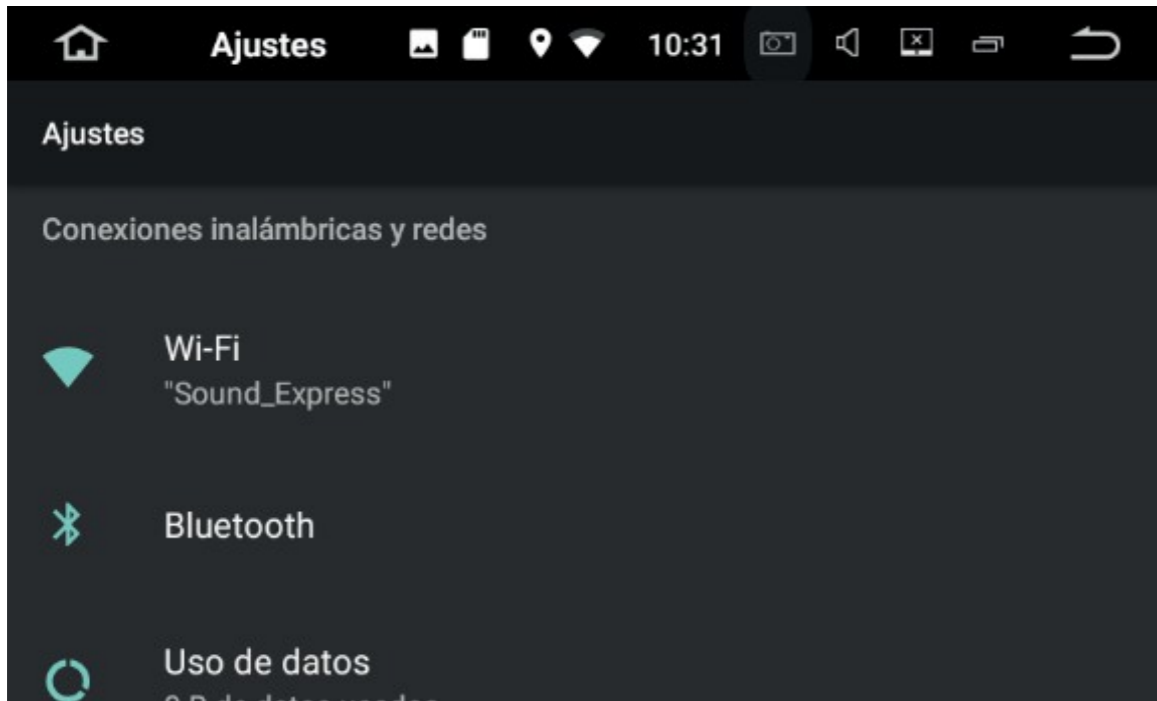 Ajustes 10:31
Ajustes
Conexiones inalámbricas y redes
Wi-Fi
"Sound_Express"
Bluetooth
Uso de datos